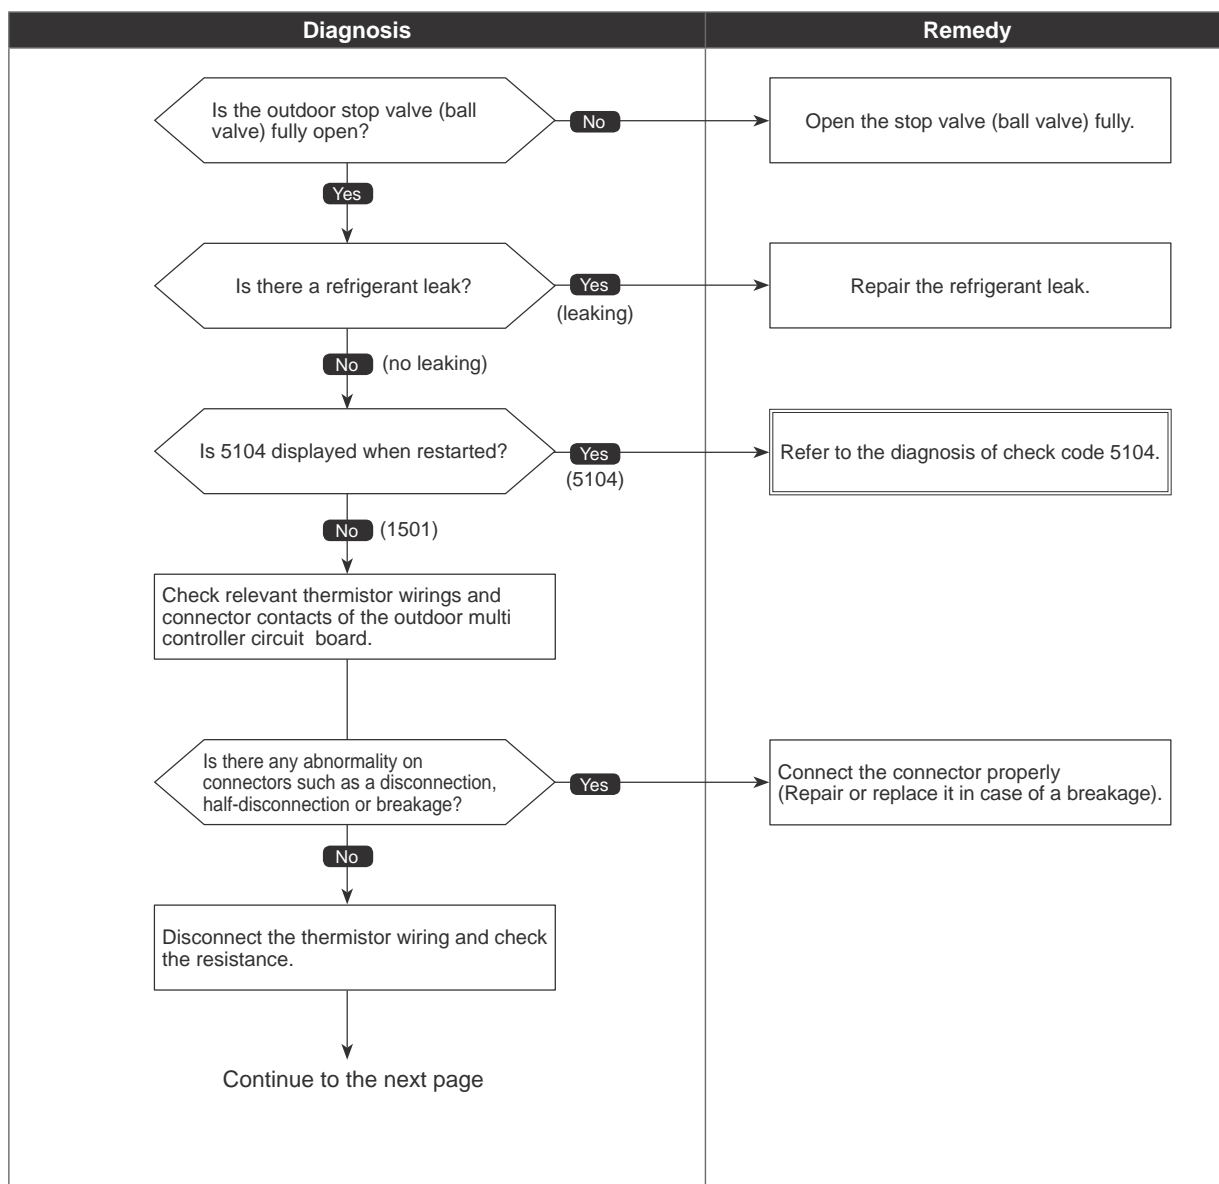 Diagnosis
Remedy
Is the outdoor stop valve (ball
valve) fully open?
No
Open the stop valve (ball valve) fully.
Yes
Is there a refrigerant leak?
Yes
(leaking)
Repair the refrigerant leak.
No (no leaking)
Is 5104 displayed when restarted?
Yes
(5104)
Refer to the diagnosis of check code 5104.
No (1501)
Check relevant thermistor wirings and
connector contacts of the outdoor multi
controller circuit board.
Is there any abnormality on
connectors such as a disconnection,
half-disconnection or breakage?
Yes
Connect the connector properly
(Repair or replace it in case of a breakage).
No
Disconnect the thermistor wiring and check
the resistance.
Continue to the next page